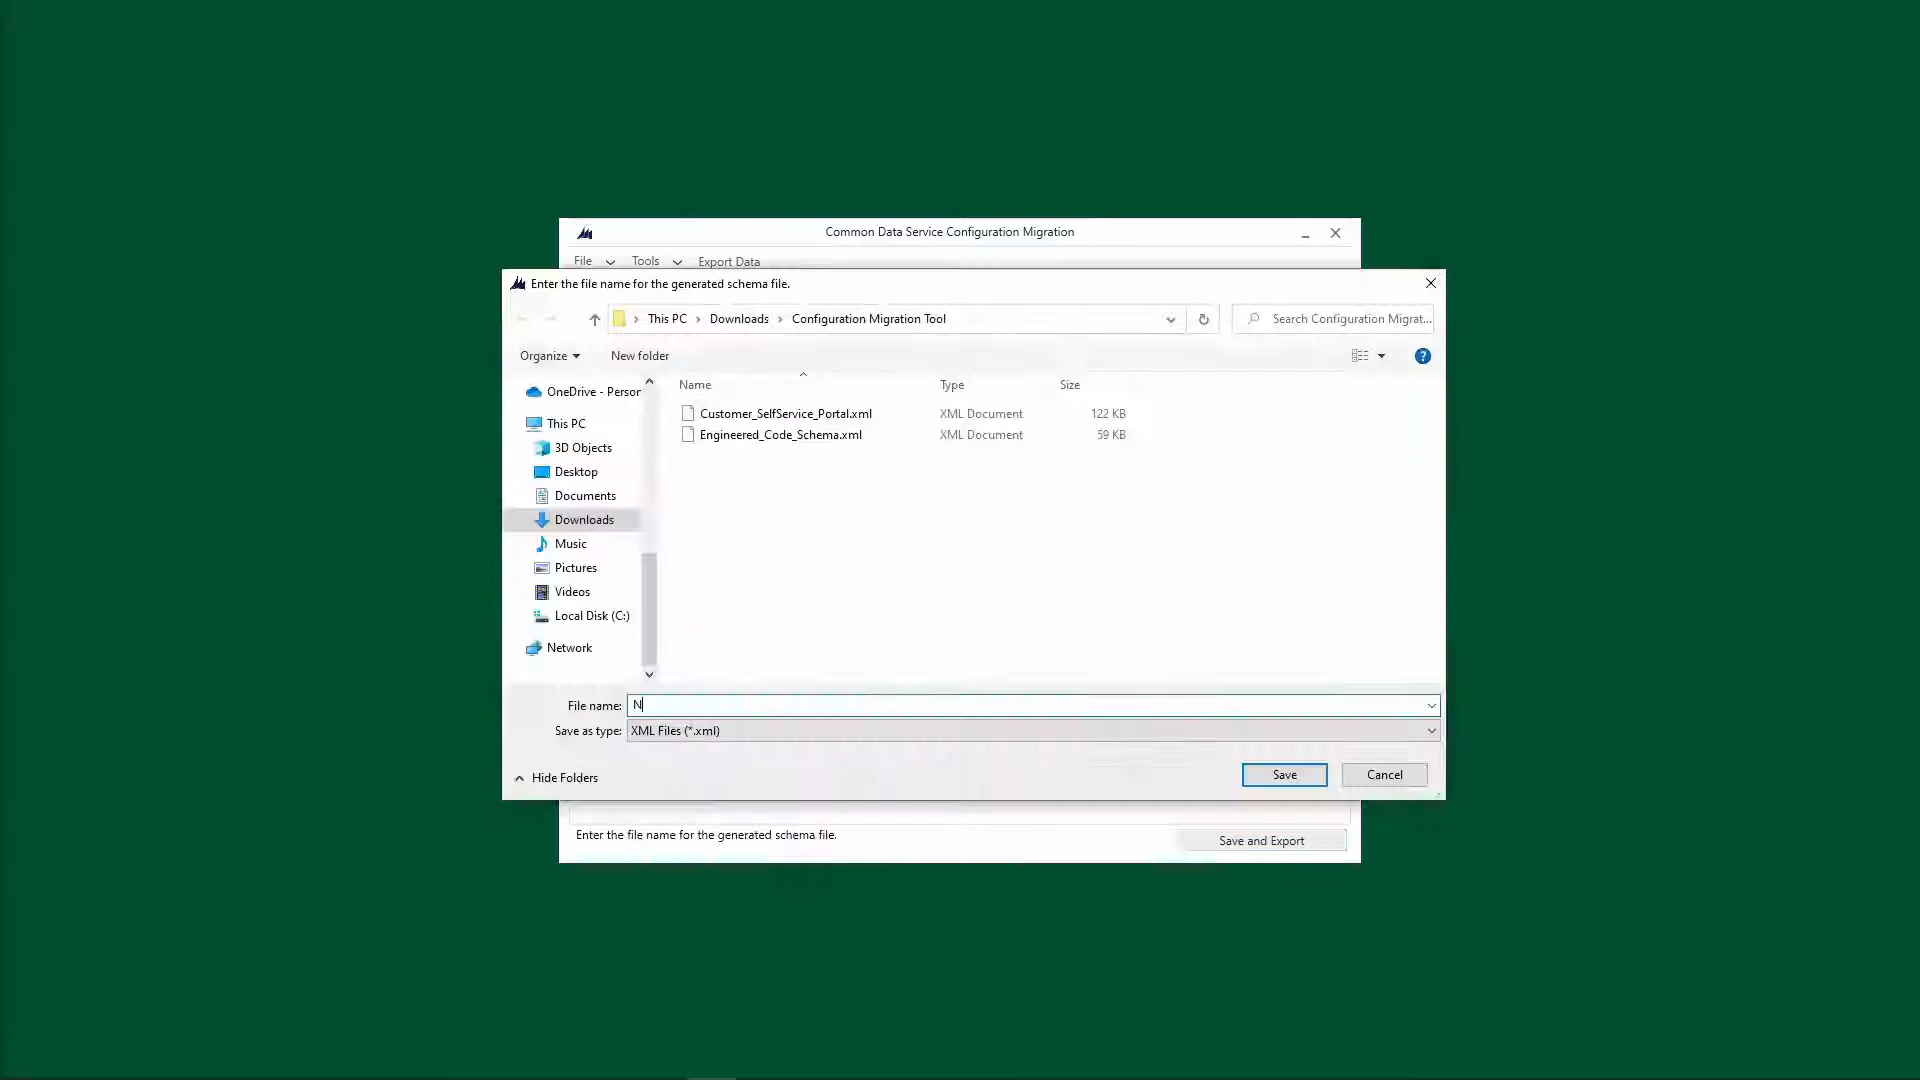 Common Data Service Configuration Migration
File Tools Export Data
Enter the file name for the generated schema file.
This PC Downloads Configuration Migration Tool Search Configuration Migrat...
Organize New folder ?
Name Type Size
Customer_SelfService_Portal.xml XML Document 122 KB
Engineered_Code_Schema.xml XML Document 59 KB
OneDrive - Person
This PC
3D Objects
Desktop
Documents
Downloads
Music
Pictures
Videos
Local Disk (C:)
Network
File name: N
Save as type: XML Files (*.xml)
Hide Folders Save Cancel
Enter the file name for the generated schema file. Save and Export